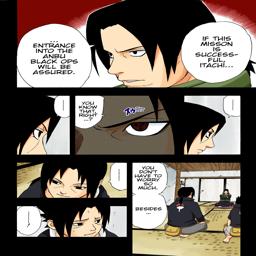 IF THIS
MISSON
IS
SUCCESS-
FUL,
ITACHI...
ENTRANCE
INTO THE
ANBU
BLACK OPS
WILL BE
ASSURED.
YOU
KNOW
THAT,
RIGHT
...?
...
...
YOU
DON'T
HAVE TO
WORRY
SO
MUCH.
BESIDES
...
...